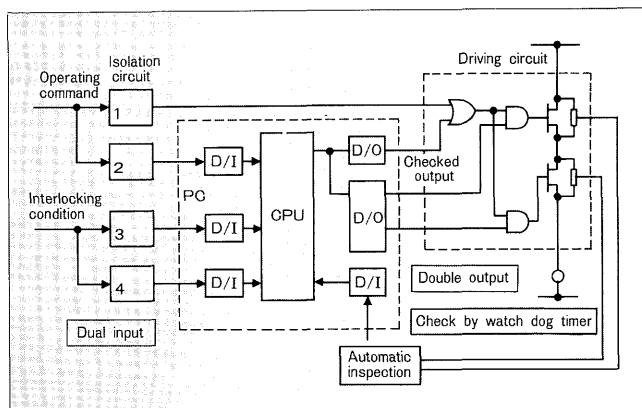 Operating
command
Isolation
circuit
1
2
Interlocking
condition
3
4
Dual input
PC
D/I
D/I
D/I
CPU
D/O
D/O
D/I
Checked
output
Driving circuit
Double output
Check by watch dog timer
Automatic
inspection